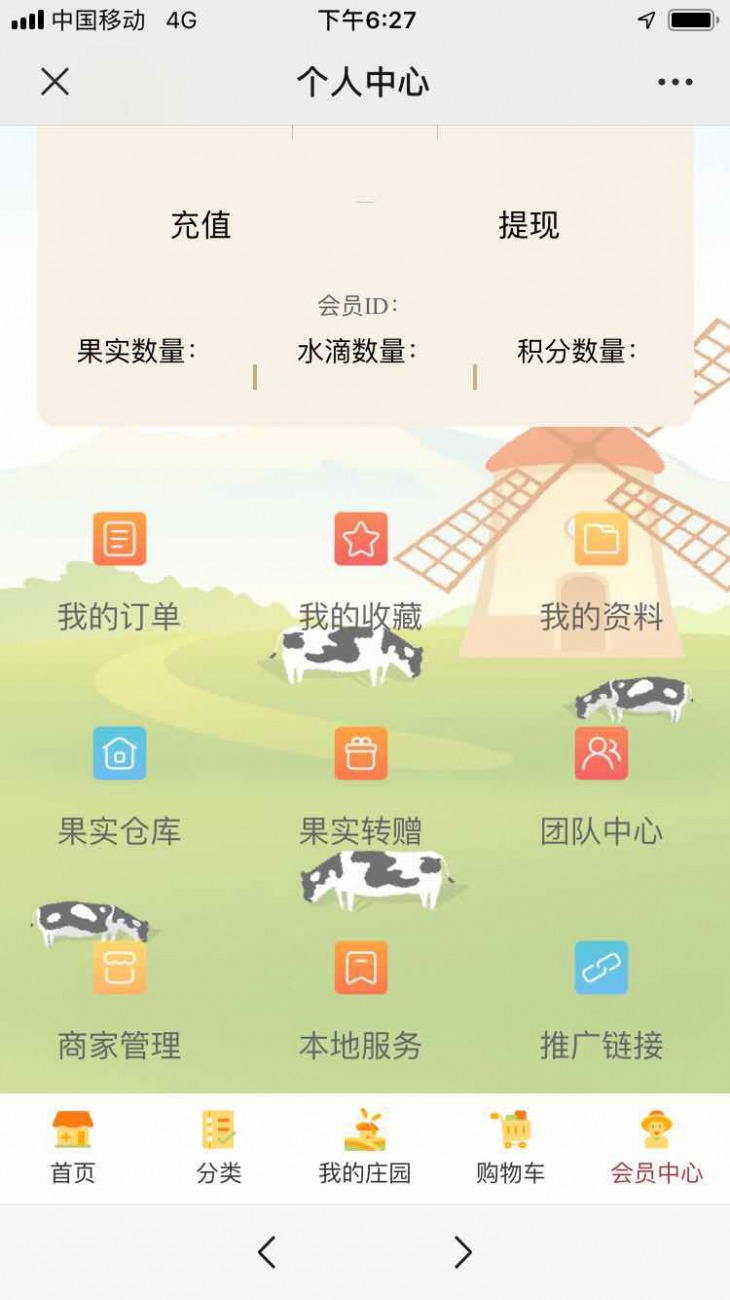 中国移动 4G 下午6:27
个人中心
充值 提现
会员ID:
果实数量: 水滴数量: 积分数量:
我的订单 我的收藏 我的资料
果实仓库 果实转赠 团队中心
商家管理 本地服务 推广链接
首页 分类 我的庄园 购物车 会员中心